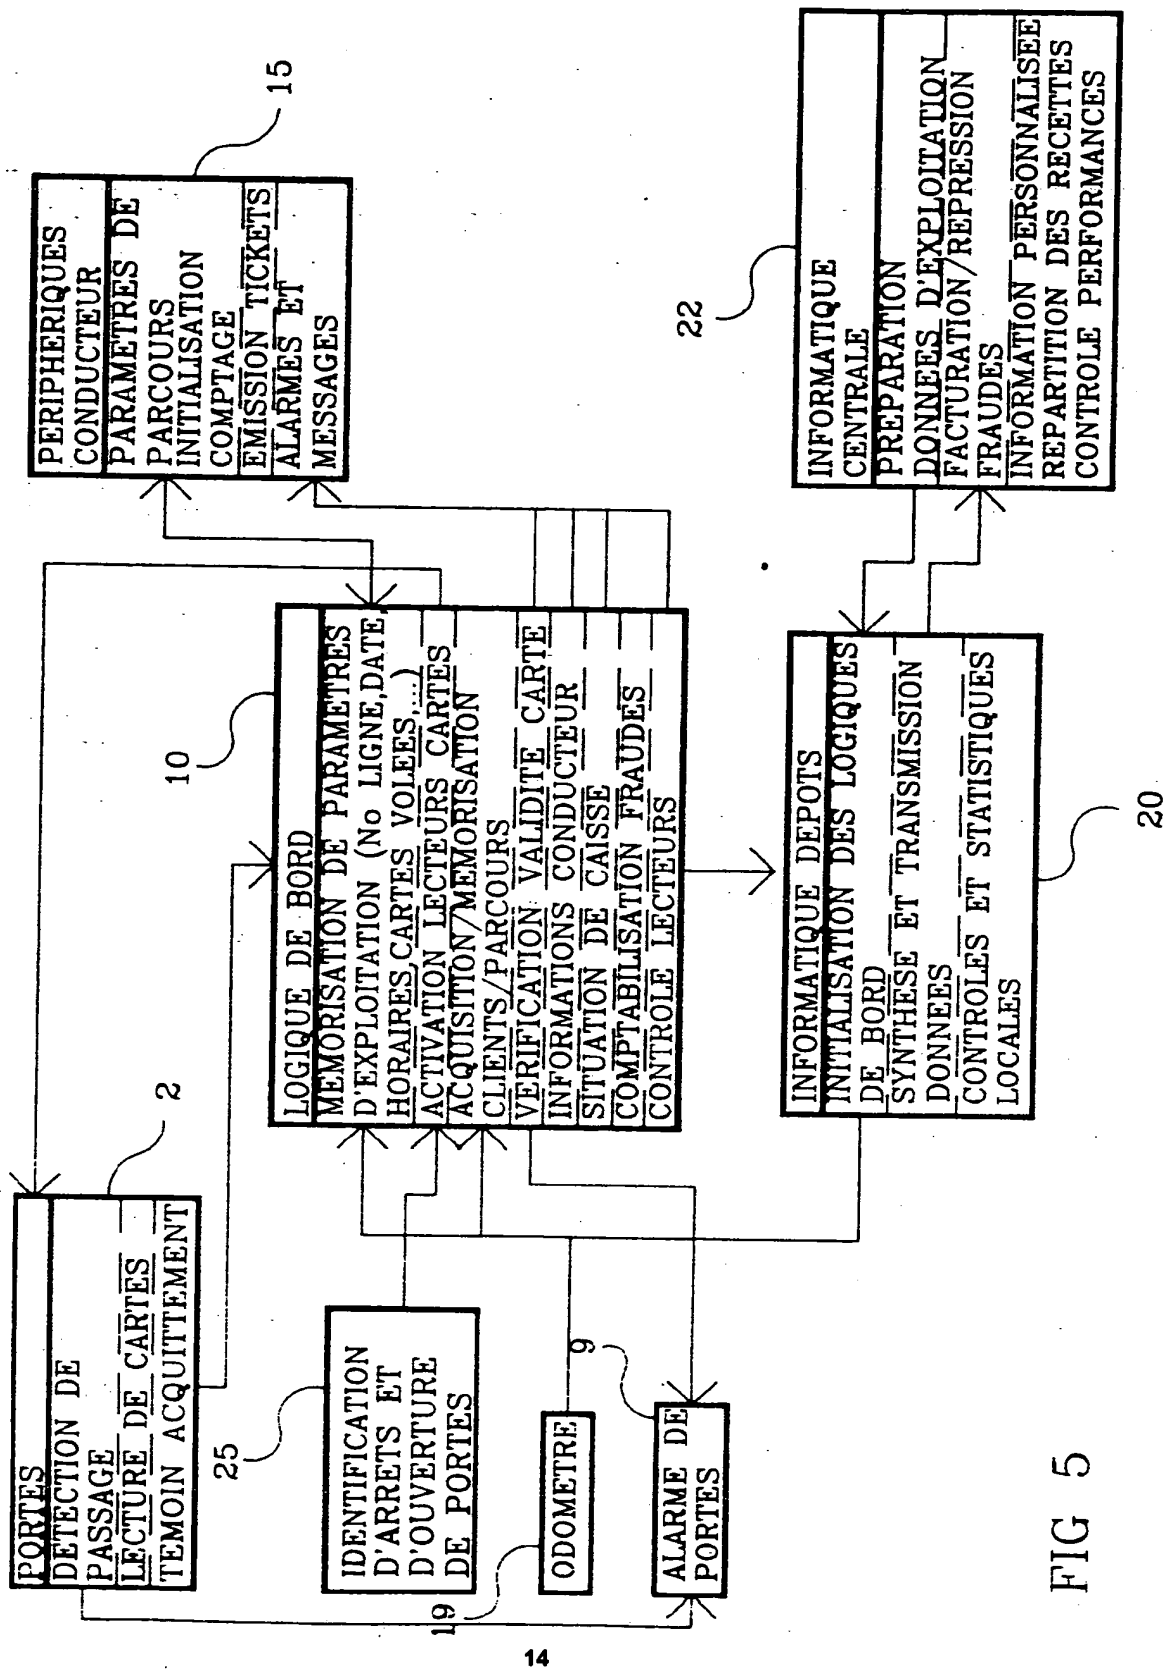 PORTES
DETECTION DE
PASSAGE
LECTURE DE CARTES
TEMOIN ACQUITTEMENT
2
IDENTIFICATION
D'ARRETS ET
D'OUVERTURE
DE PORTES
25
ODOMETRE
19
ALARME DE
PORTES
9
LOGIQUE DE BORD
MEMORISATION DE PARAMETRES
D'EXPLOITATION (No LIGNE,DATE,
HORAIRES,CARTES VOLEES,...)
ACTIVATION LECTEURS CARTES
ACQUISITION/MEMORISATION
CLIENTS/PARCOURS
VERIFICATION VALIDITE CARTE
INFORMATIONS CONDUCTEUR
SITUATION DE CAISSE
COMPTABILISATION FRAUDES
CONTROLE LECTEURS
10
PERIPHERIQUES
CONDUCTEUR
PARAMETRES DE
PARCOURS
INITIALISATION
COMPTAGE
EMISSION TICKETS
ALARMES ET
MESSAGES
15
INFORMATIQUE DEPOTS
INITIALISATION DES LOGIQUES
DE BORD
SYNTHESE ET TRANSMISSION
DONNEES
CONTROLES ET STATISTIQUES
LOCALES
20
INFORMATIQUE
CENTRALE
PREPARATION
DONNEES D'EXPLOITATION
FACTURATION/REPRESSION
FRAUDES
INFORMATION PERSONNALISEE
REPARTITION DES RECETTES
CONTROLE PERFORMANCES
22
FIG 5
14